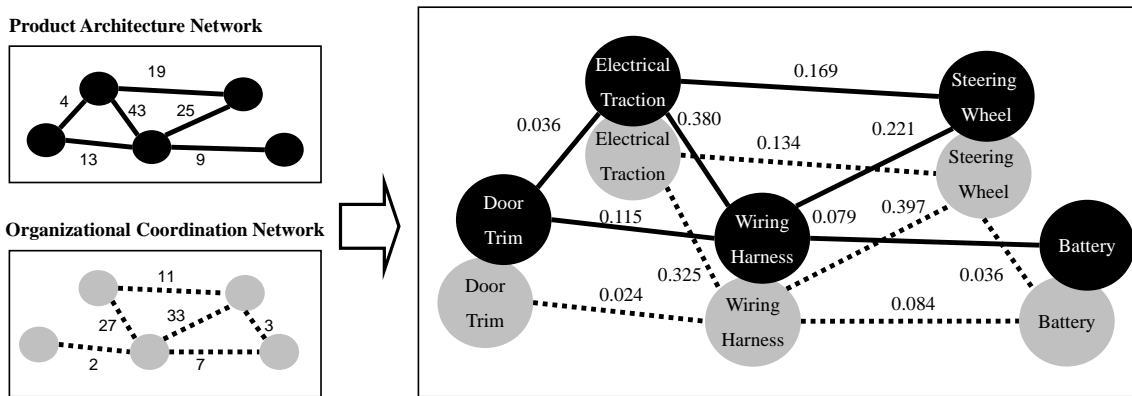 Product Architecture Network
19
4
43
25
13
9
Organizational Coordination Network
11
27
33
3
2
7
Electrical
Traction
0.169
Steering
Wheel
0.036
0.380
0.221
Electrical
Traction
0.134
Steering
Wheel
Door
Trim
0.115
Wiring
Harness
0.079
0.397
Battery
0.325
0.036
Door
Trim
0.024
Wiring
Harness
0.084
Battery